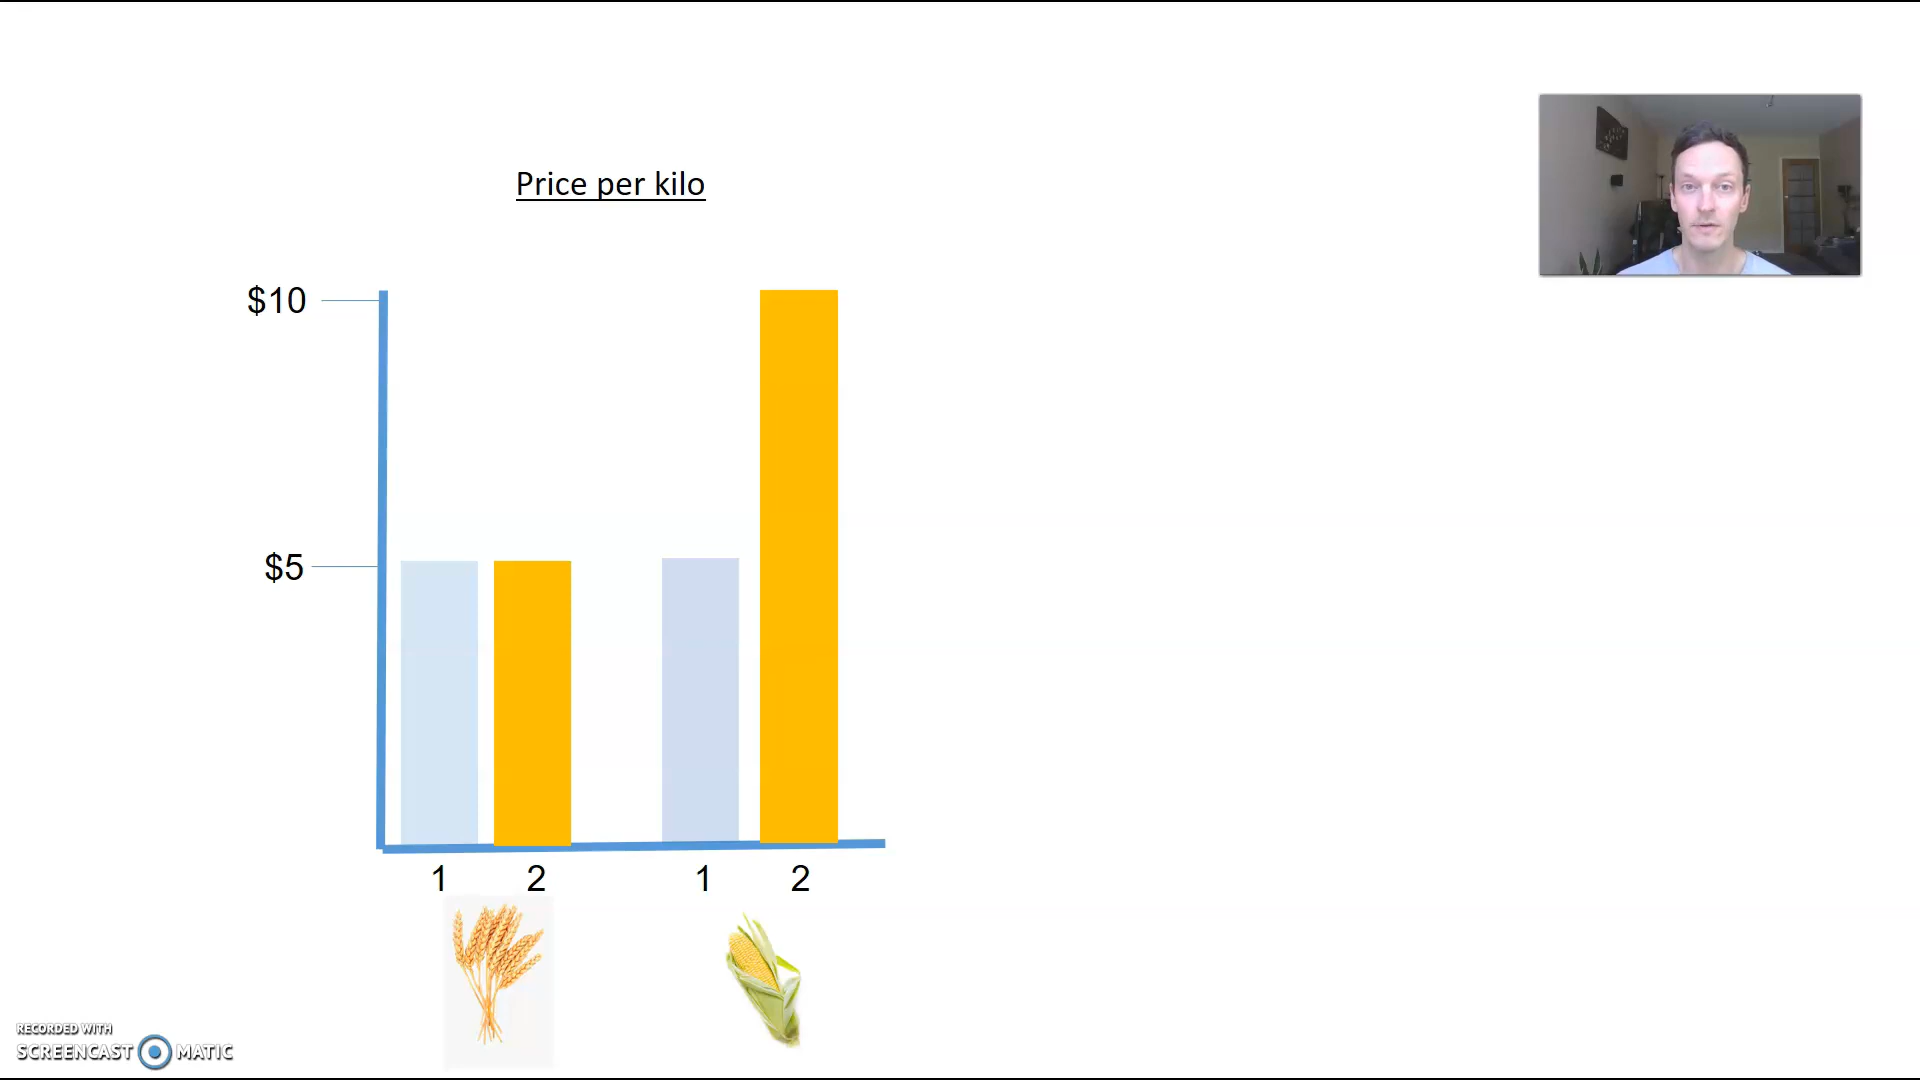 Price per kilo
$10
$5
1 2 1 2
RECORDED WITH
SCREENCAST MATIC